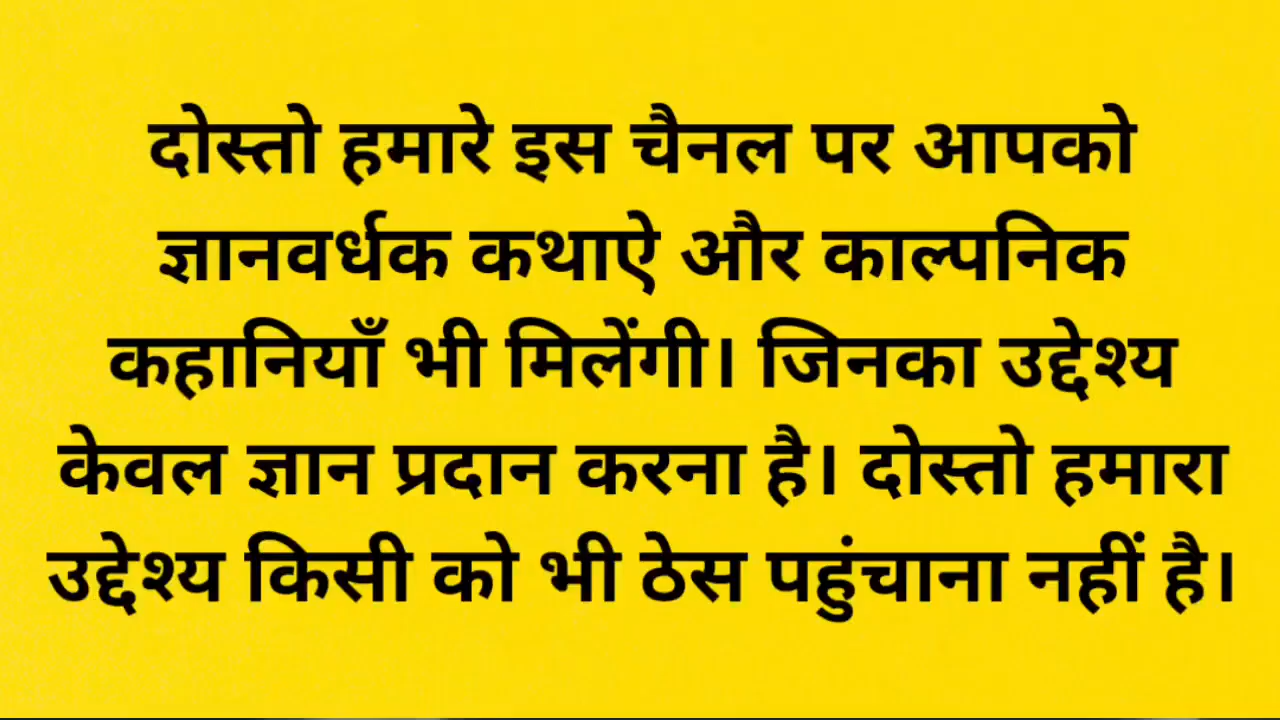 दोस्तो हमारे इस चैनल पर आपको
ज्ञानवर्धक कथाऐ और काल्पनिक
कहानियाँ भी मिलेंगी। जिनका उद्देश्य
केवल ज्ञान प्रदान करना है। दोस्तो हमारा
उद्देश्य किसी को भी ठेस पहुंचाना नहीं है।